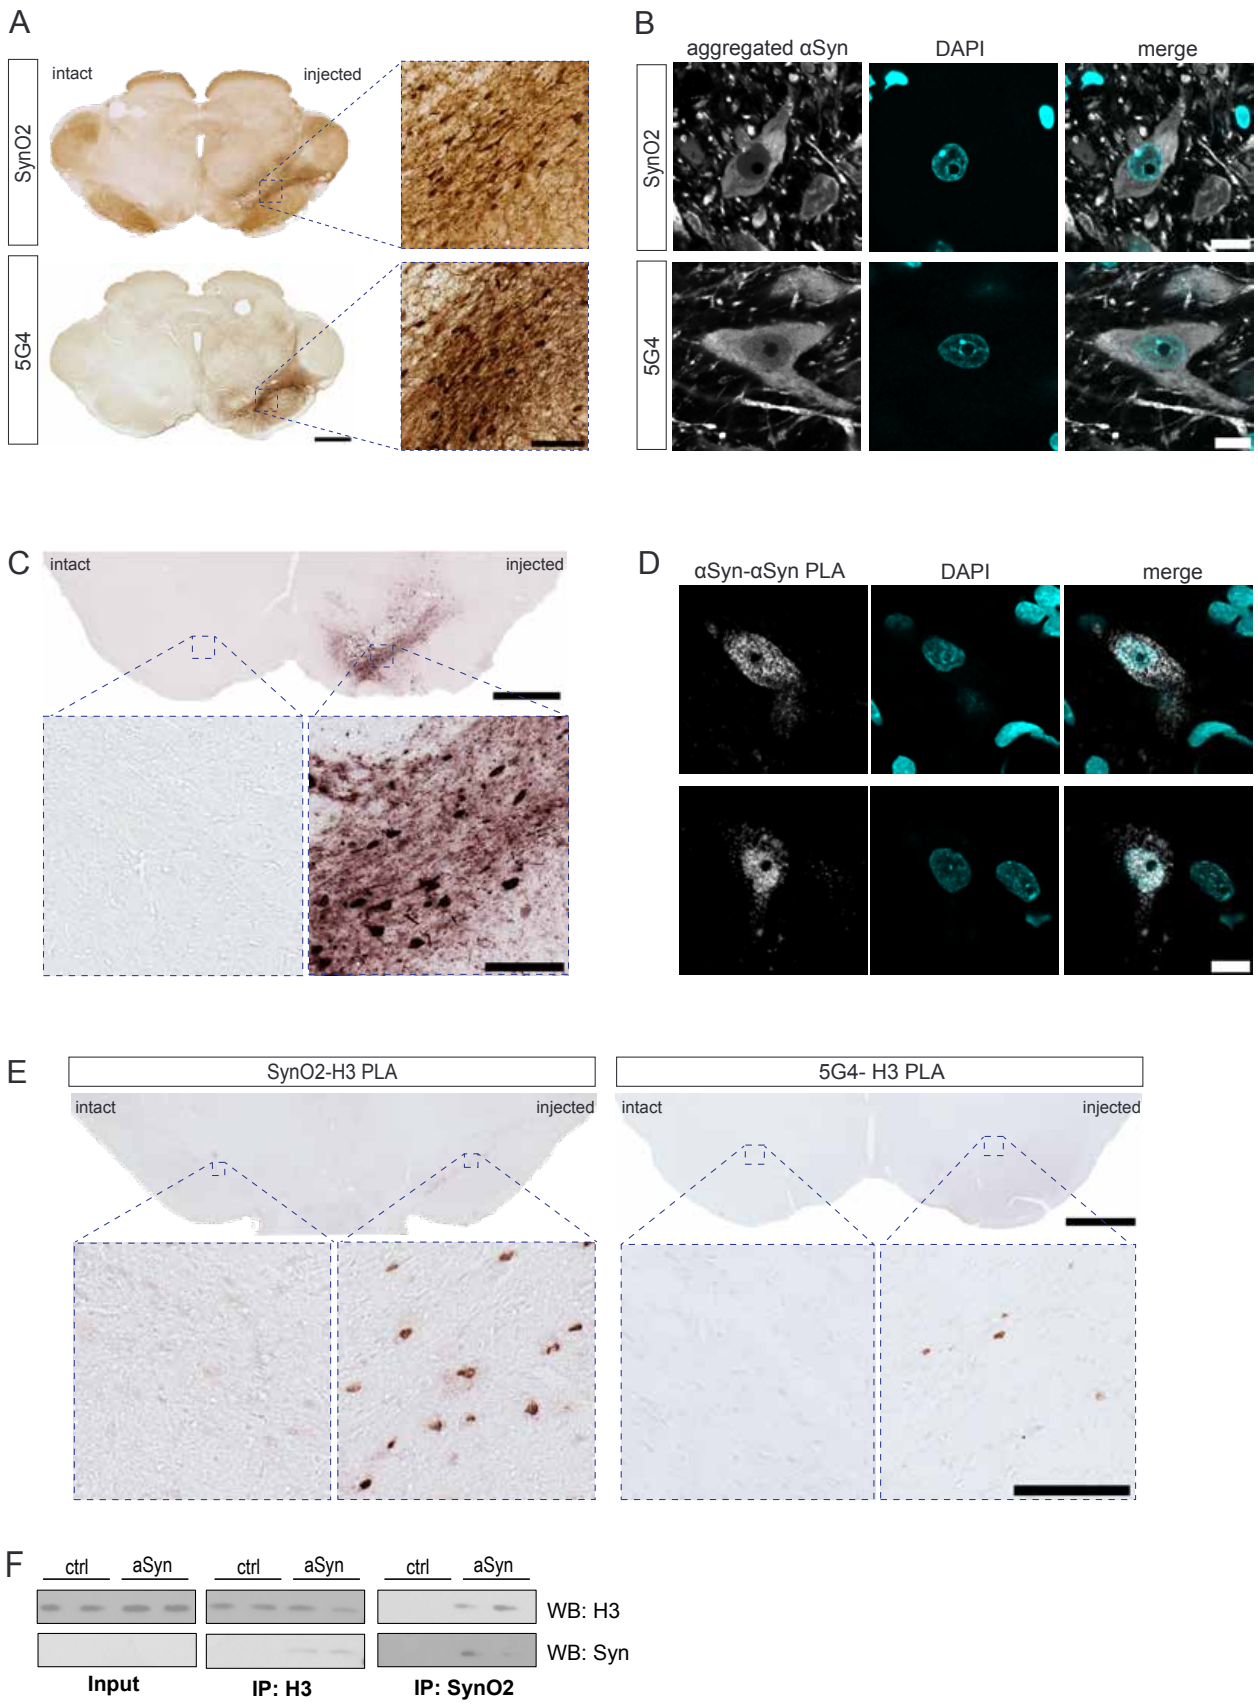 A
intact
injected
SynO2
5G4
B
aggregated αSyn
DAPI
merge
SynO2
5G4
C
intact
injected
D
αSyn-αSyn PLA
DAPI
merge
E
SynO2-H3 PLA
5G4- H3 PLA
intact
injected
intact
injected
F
ctrl
aSyn
ctrl
aSyn
ctrl
aSyn
WB: H3
WB: Syn
Input
IP: H3
IP: SynO2